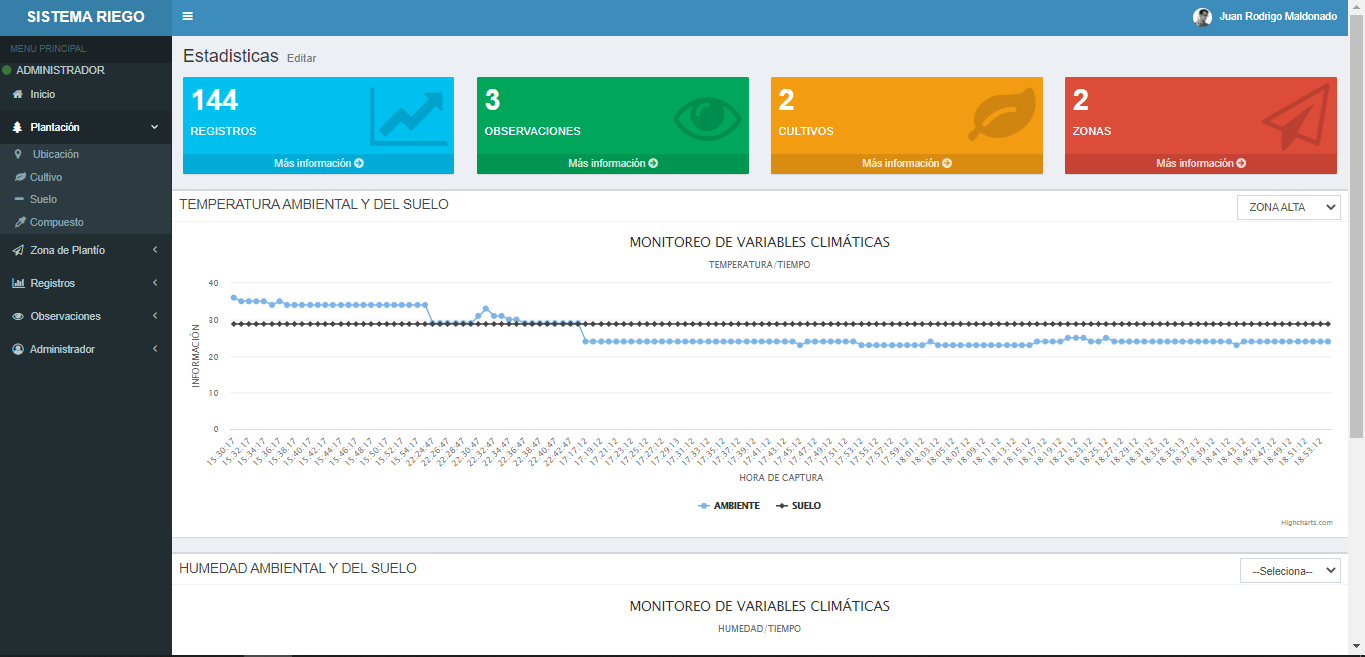 SISTEMA RIEGO
Juan Rodrigo Maldonado
MENU PRINCIPAL
ADMINISTRADOR
Inicio
Plantación
Ubicación
Cultivo
Suelo
Compuesto
Zona de Plantío
Registros
Observaciones
Administrador
Estadisticas Editar
144
REGISTROS
Más información
3
OBSERVACIONES
Más información
2
CULTIVOS
Más información
2
ZONAS
Más información
TEMPERATURA AMBIENTAL Y DEL SUELO
ZONA ALTA
MONITOREO DE VARIABLES CLIMÁTICAS
TEMPERATURA/TIEMPO
INFORMACIÓN
40
30
20
10
0
15:30:17 15:32:17 15:34:17 15:36:17 15:38:17 15:40:17 15:42:17 15:44:17 15:46:17 15:48:17 15:50:17 15:52:17 15:54:17 22:24:47 22:26:47 22:28:47 22:30:47 22:32:47 22:34:47 22:36:47 22:38:47 22:40:47 22:42:47 17:17:12 17:19:12 17:21:12 17:23:12 17:25:12 17:27:12 17:29:13 17:31:12 17:33:12 17:35:12 17:37:12 17:39:12 17:41:12 17:43:12 17:45:12 17:47:12 17:49:12 17:51:12 17:53:12 17:55:12 17:57:12 17:59:12 18:01:12 18:03:12 18:05:12 18:07:12 18:09:12 18:11:12 18:13:12 18:15:12 18:17:12 18:19:12 18:21:12 18:23:12 18:25:12 18:27:12 18:29:12 18:31:12 18:33:12 18:35:13 18:37:12 18:39:12 18:41:12 18:43:12 18:45:12 18:47:12 18:49:12 18:51:12 18:53:12
HORA DE CAPTURA
AMBIENTE SUELO
Highcharts.com
HUMEDAD AMBIENTAL Y DEL SUELO
--Seleciona--
MONITOREO DE VARIABLES CLIMÁTICAS
HUMEDAD/TIEMPO